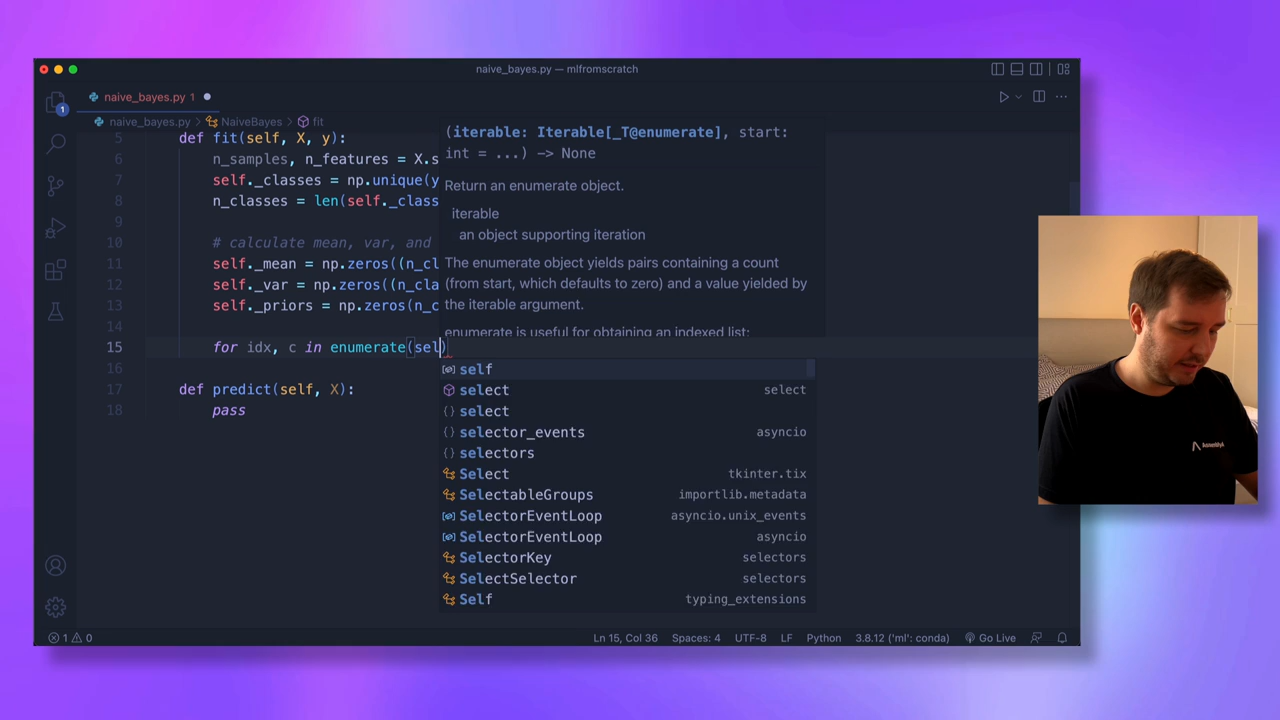 naive_bayes.py — mlfromscratch
naive_bayes.py 1
naive_bayes.py > NaiveBayes > fit
1
5 def fit(self, X, y):
6 n_samples, n_features = X.s
7 self._classes = np.unique(y
8 n_classes = len(self._class
9
10 # calculate mean, var, and
11 self._mean = np.zeros((n_cl
12 self._var = np.zeros((n_cl
13 self._priors = np.zeros(n_c
14
15 for idx, c in enumerate(sel)
16
17 def predict(self, X):
18 pass
(iterable: Iterable[_T@enumerate], start:
int = ...) -> None
Return an enumerate object.
iterable
an object supporting iteration
The enumerate object yields pairs containing a count
(from start, which defaults to zero) and a value yielded by
the iterable argument.
enumerate is useful for obtaining an indexed list:
self
select select
select
selector_events asyncio
selectors
Select tkinter.tix
SelectableGroups importlib.metadata
SelectorEventLoop asyncio.unix_events
SelectorEventLoop asyncio
SelectorKey selectors
SelectSelector selectors
Self typing_extensions
1 0 Ln 15, Col 36 Spaces: 4 UTF-8 LF Python 3.8.12 ('ml': conda) Go Live